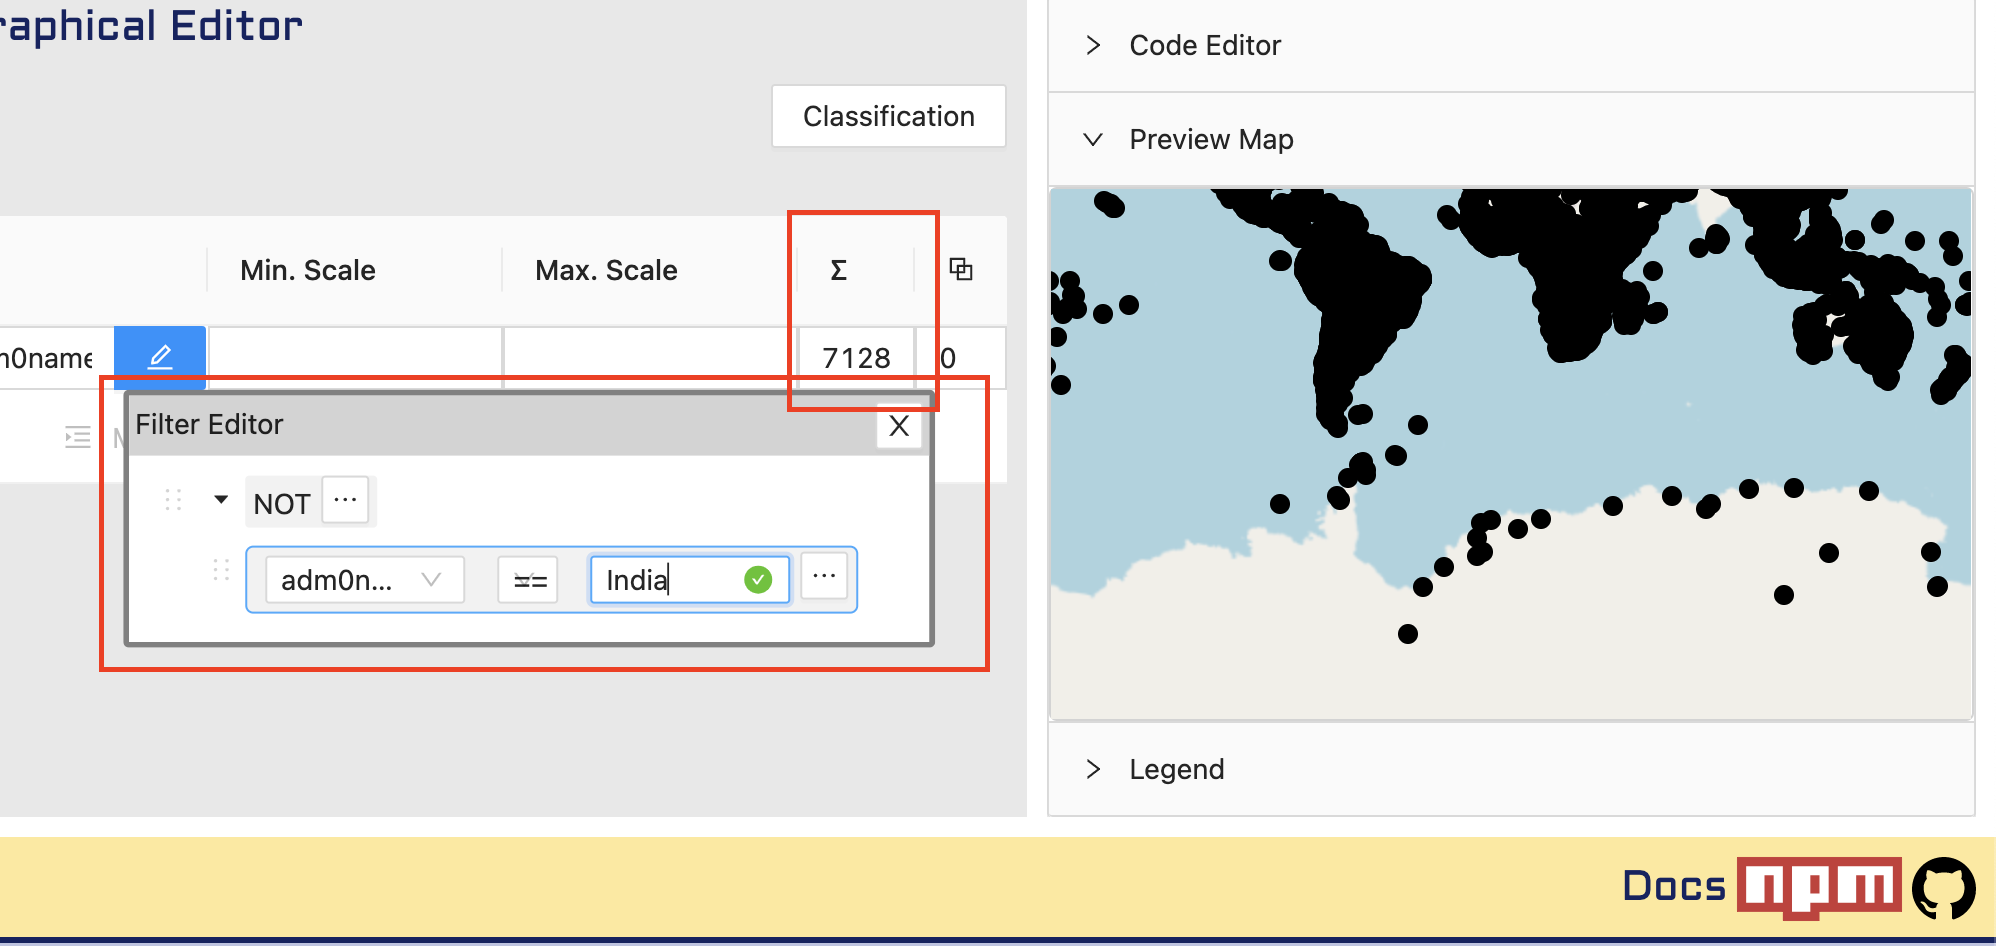 raphical Editor
Classification
Min. Scale
Max. Scale
Σ
m0name
7128
0
Filter Editor
X
NOT
...
adm0n...
==
India
...
Code Editor
Preview Map
Legend
Docs
npm